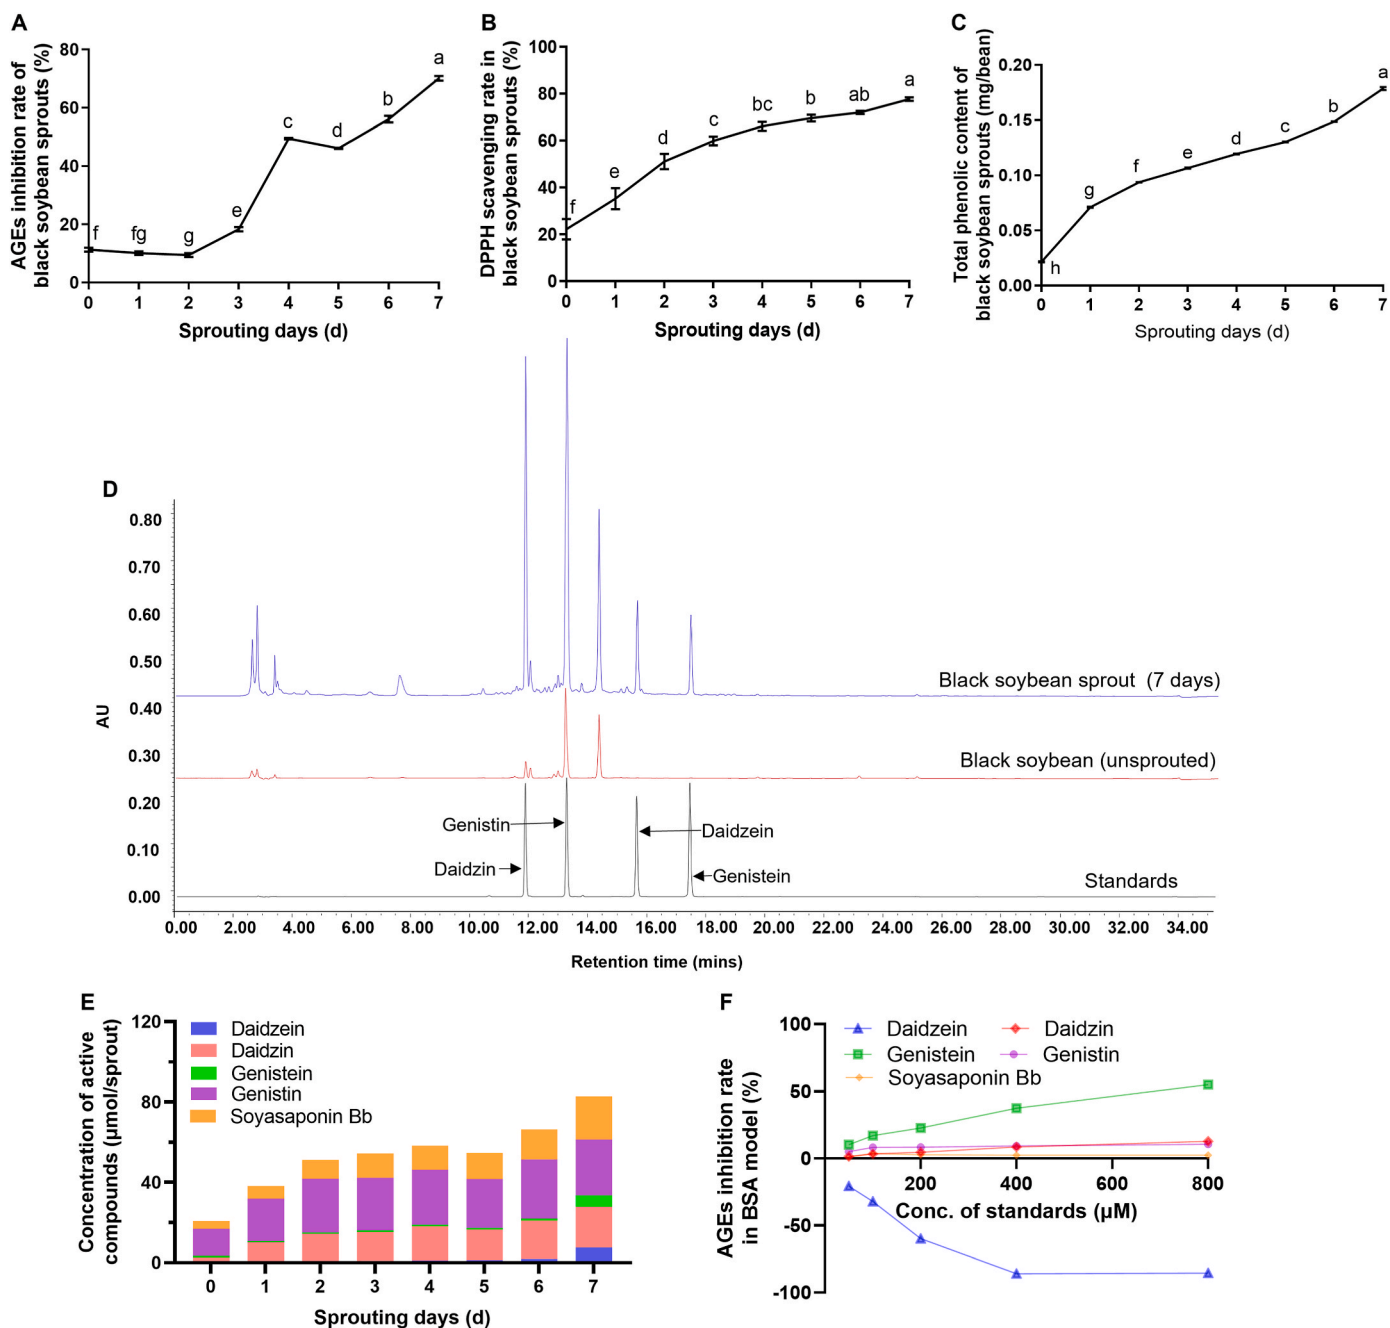 A
AGEs inhibition rate of
black soybean sprouts (%)
80
60
40
20
0
f
fg
g
e
c
d
b
a
0 1 2 3 4 5 6 7
Sprouting days (d)
B
DPPH scavenging rate in
black soybean sprouts (%)
100
80
60
40
20
0
f
e
d
c
bc
b
ab
a
0 1 2 3 4 5 6 7
Sprouting days (d)
C
Total phenolic content of
black soybean sprouts (mg/bean)
0.20
0.15
0.10
0.05
0.00
h
g
f
e
d
c
b
a
0 1 2 3 4 5 6 7
Sprouting days (d)
D
AU
0.80
0.70
0.60
0.50
0.40
0.30
0.20
0.10
0.00
Black soybean sprout (7 days)
Black soybean (unsprouted)
Genistin
Daidzein
Daidzin
Genistein
Standards
0.00 2.00 4.00 6.00 8.00 10.00 12.00 14.00 16.00 18.00 20.00 22.00 24.00 26.00 28.00 30.00 32.00 34.00
Retention time (mins)
E
Concentration of active
compounds (μmol/sprout)
120
80
40
0
Daidzein
Daidzin
Genistein
Genistin
Soyasaponin Bb
0 1 2 3 4 5 6 7
Sprouting days (d)
F
AGEs inhibition rate
in BSA model (%)
100
50
0
-50
-100
Daidzein
Daidzin
Genistein
Genistin
Soyasaponin Bb
200 400 600 800
Conc. of standards (μM)